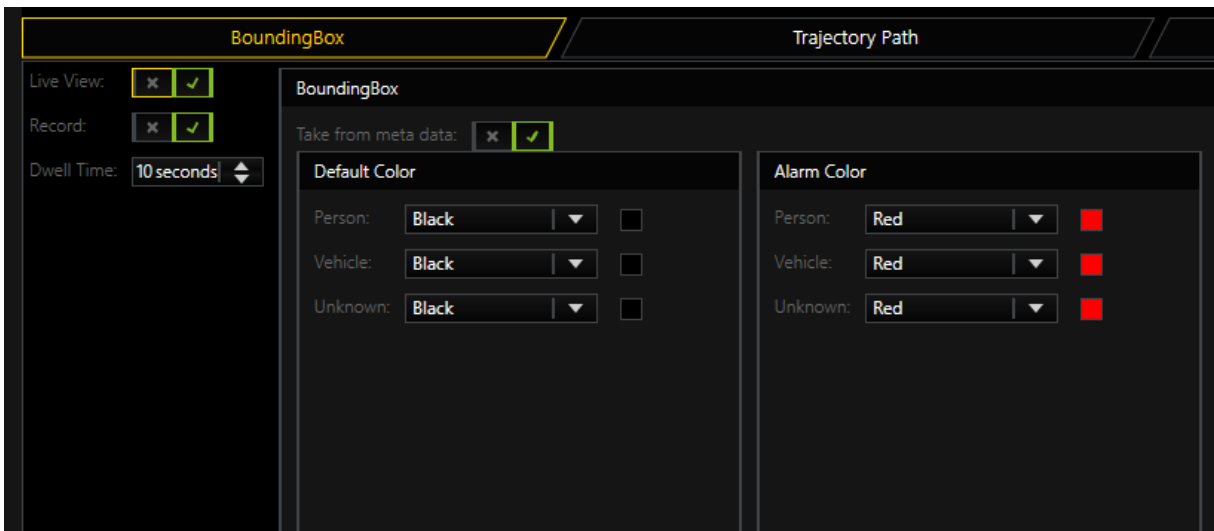 BoundingBox
Trajectory Path
Live View:
Record:
Dwell Time: 10 seconds
BoundingBox
Take from meta data:
Default Color
Person: Black
Vehicle: Black
Unknown: Black
Alarm Color
Person: Red
Vehicle: Red
Unknown: Red